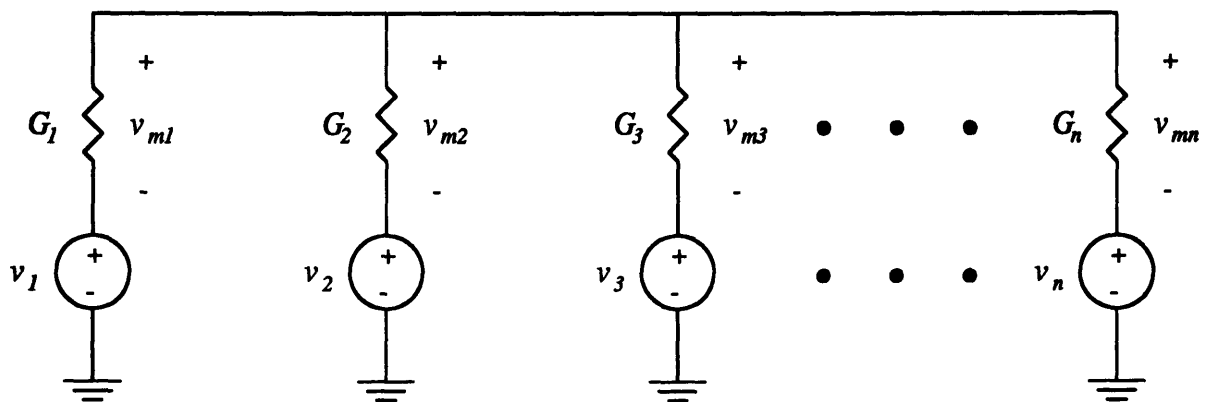 + + + +
G1 vm1 G2 vm2 G3 vm3 Gn vmn
- - - -
v1 + v2 + v3 + vn +
- - - -